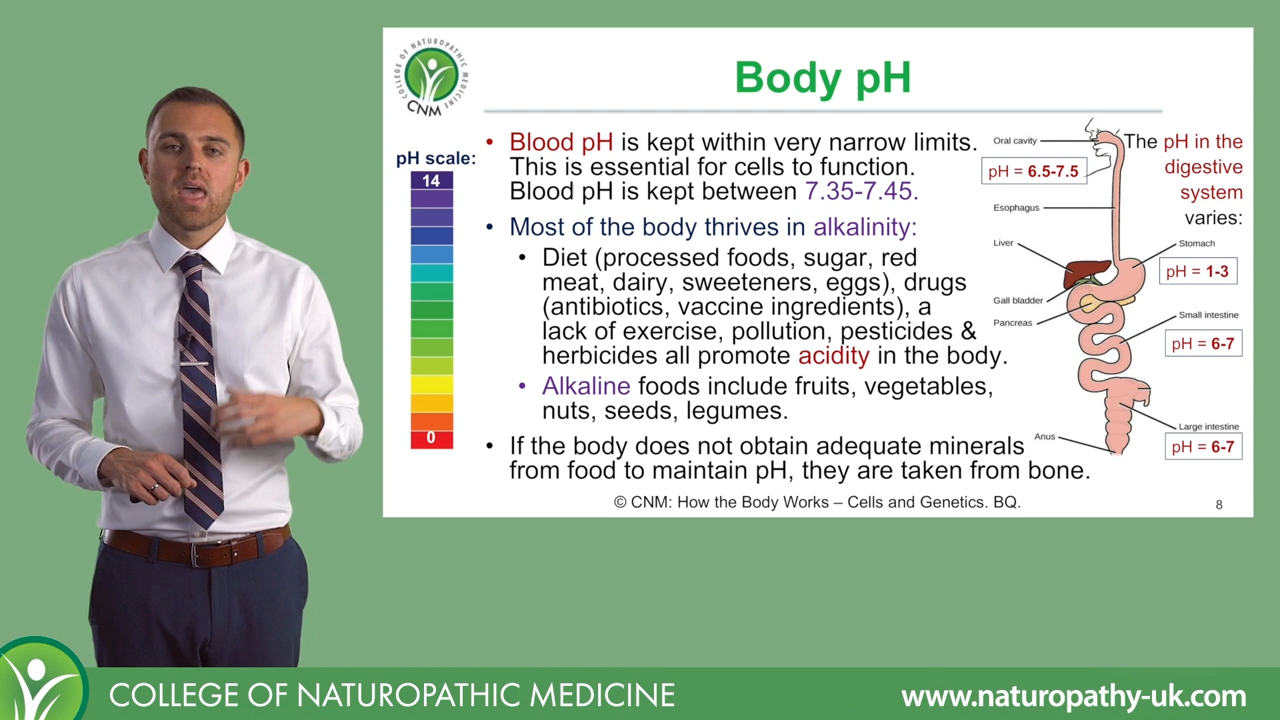 COLLEGE OF NATUROPATHIC MEDICINE
CNM
Body pH
pH scale:
14
0
• Blood pH is kept within very narrow limits.
This is essential for cells to function.
Blood pH is kept between 7.35-7.45.
• Most of the body thrives in alkalinity:
• Diet (processed foods, sugar, red
meat, dairy, sweeteners, eggs), drugs
(antibiotics, vaccine ingredients), a
lack of exercise, pollution, pesticides &
herbicides all promote acidity in the body.
• Alkaline foods include fruits, vegetables,
nuts, seeds, legumes.
• If the body does not obtain adequate minerals
from food to maintain pH, they are taken from bone.
The pH in the
digestive
system
varies:
Oral cavity
pH = 6.5-7.5
Esophagus
Liver
Stomach
pH = 1-3
Gall bladder
Pancreas
Small intestine
pH = 6-7
Large intestine
Anus
pH = 6-7
© CNM: How the Body Works – Cells and Genetics. BQ.
8
COLLEGE OF NATUROPATHIC MEDICINE
www.naturopathy-uk.com